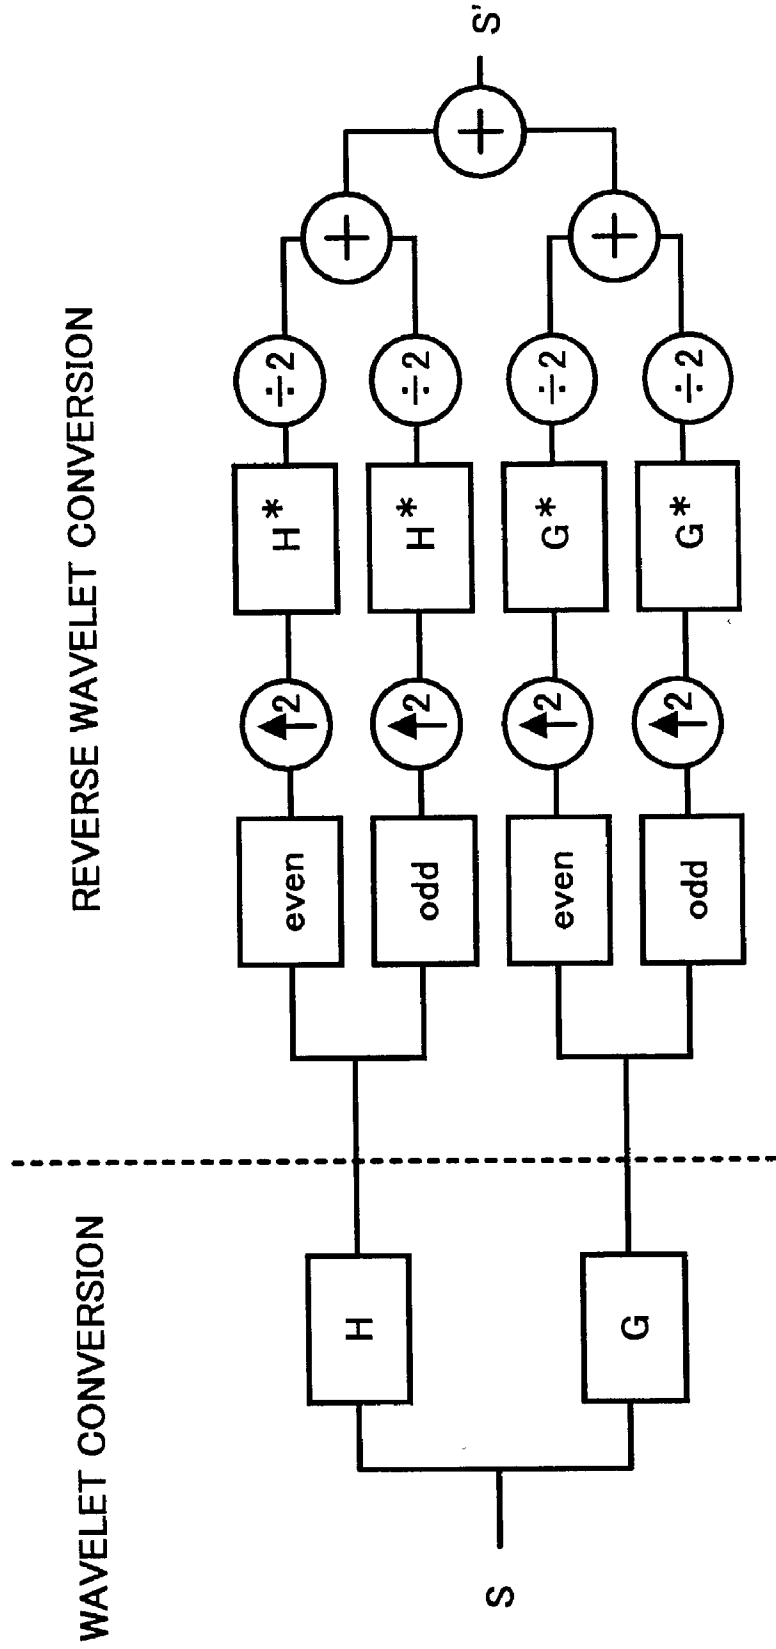 WAVELET CONVERSION
REVERSE WAVELET CONVERSION
S
H
G
even
odd
even
odd
↑2
↑2
↑2
↑2
H*
H*
G*
G*
÷2
÷2
÷2
÷2
+
+
+
S'